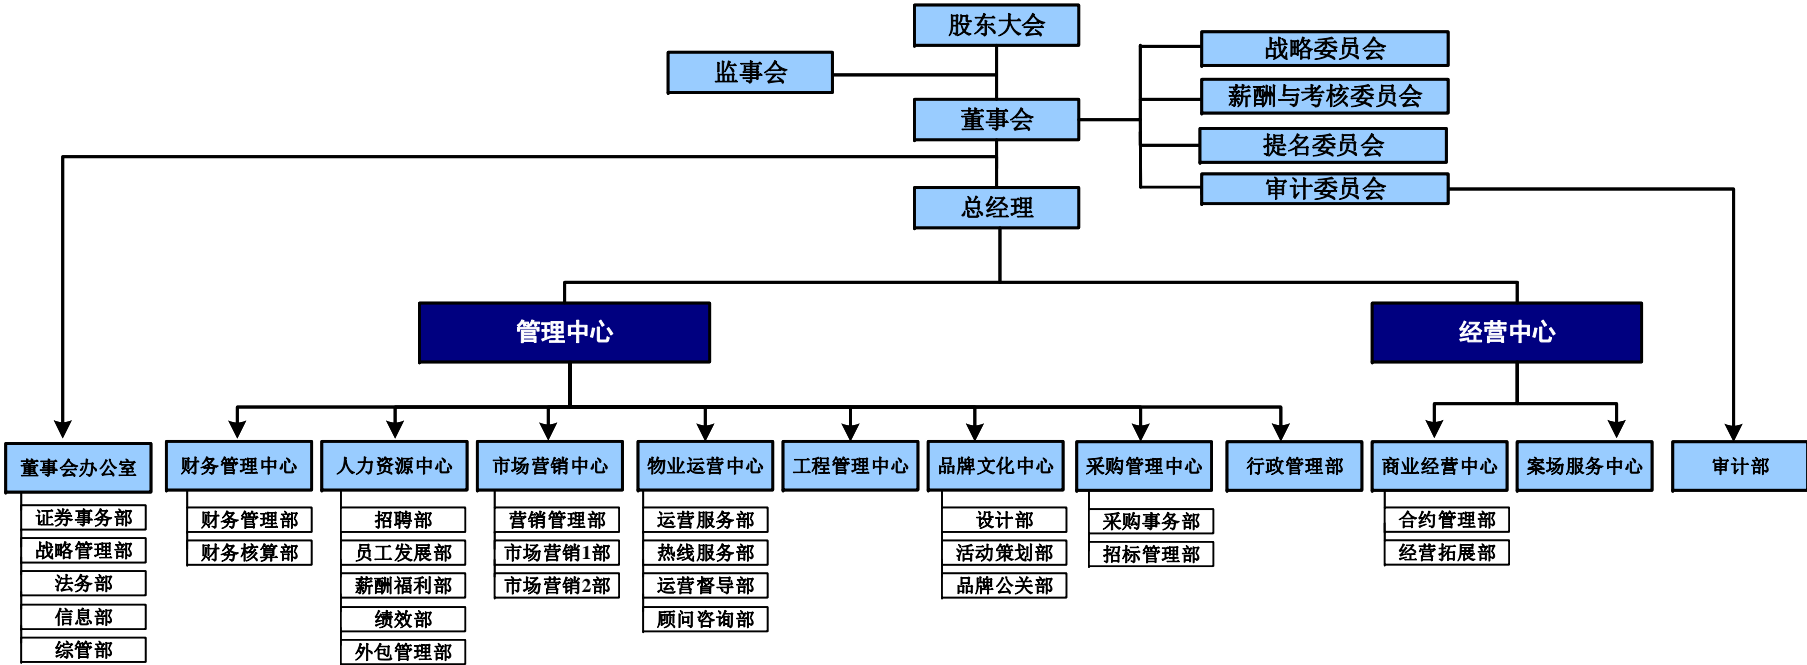 股东大会
监事会
战略委员会
薪酬与考核委员会
董事会
提名委员会
审计委员会
总经理
管理中心
经营中心
董事会办公室
证券事务部
战略管理部
法务部
信息部
综管部
财务管理中心
财务管理部
财务核算部
人力资源中心
招聘部
员工发展部
薪酬福利部
绩效部
外包管理部
市场营销中心
营销管理部
市场营销1部
市场营销2部
物业运营中心
运营服务部
热线服务部
运营督导部
顾问咨询部
工程管理中心
品牌文化中心
设计部
活动策划部
品牌公关部
采购管理中心
采购事务部
招标管理部
行政管理部
商业经营中心
合约管理部
经营拓展部
案场服务中心
审计部